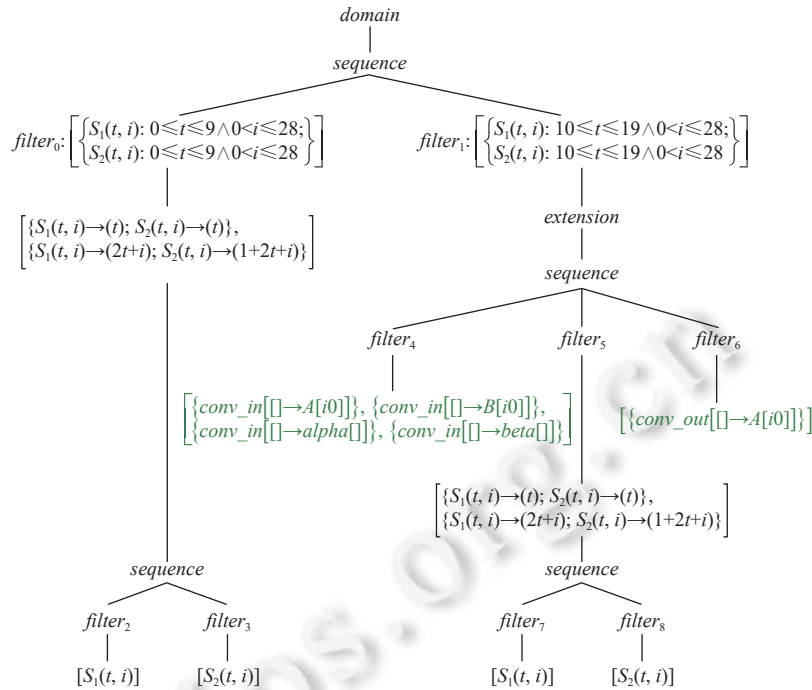 domain
sequence
filter₀: [{S₁(t, i): 0≤t≤9∧0<i≤28;
S₂(t, i): 0≤t≤9∧0<i≤28}]
filter₁: [{S₁(t, i): 10≤t≤19∧0<i≤28;
S₂(t, i): 10≤t≤19∧0<i≤28}]
[{S₁(t, i)→(t); S₂(t, i)→(t)},
{S₁(t, i)→(2t+i); S₂(t, i)→(1+2t+i)}]
extension
sequence
filter₄
filter₅
filter₆
[{conv_in[[]→A[i0]]}, {conv_in[[]→B[i0]]},
{conv_in[[]→alpha[]]}, {conv_in[[]→beta[]]}]
[{conv_out[[]→A[i0]]}]
[{S₁(t, i)→(t); S₂(t, i)→(t)},
{S₁(t, i)→(2t+i); S₂(t, i)→(1+2t+i)}]
sequence
sequence
filter₂
filter₃
filter₇
filter₈
[S₁(t, i)]
[S₂(t, i)]
[S₁(t, i)]
[S₂(t, i)]
os.org.cn